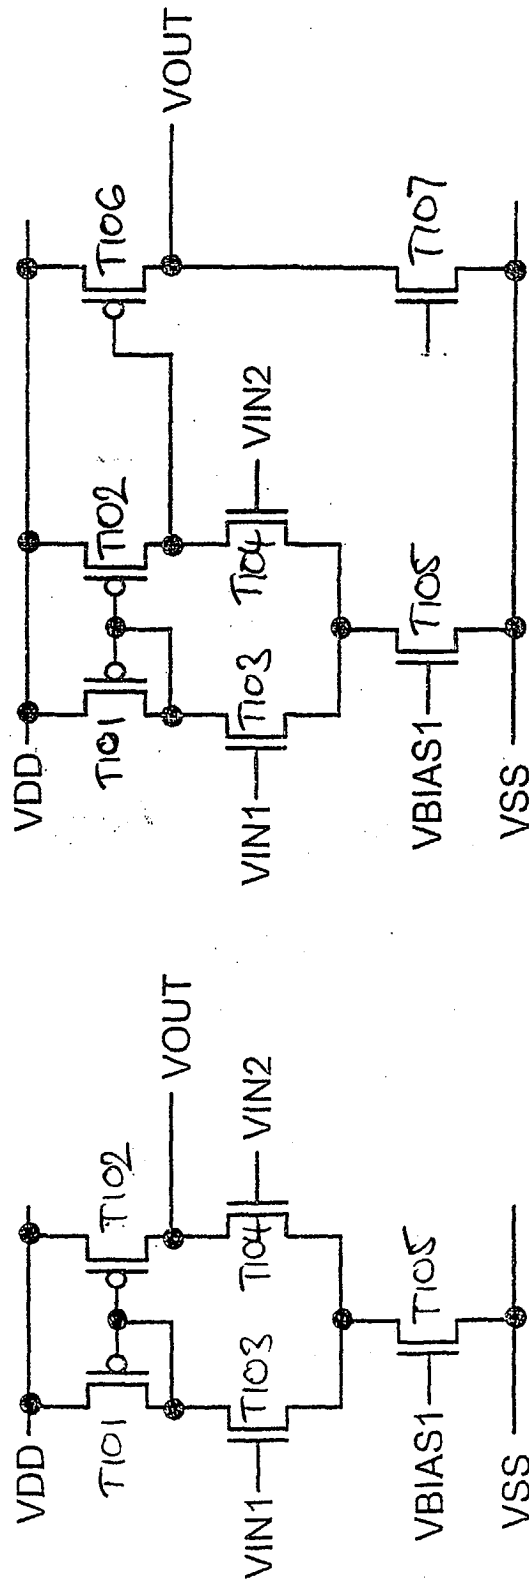 VDD
T101
T102
VOUT
VIN1
T103
T104
VIN2
VBIAS1
T105
VSS
VDD
T101
T102
T106
VOUT
VIN1
T103
T104
VIN2
VBIAS1
T105
T107
VSS